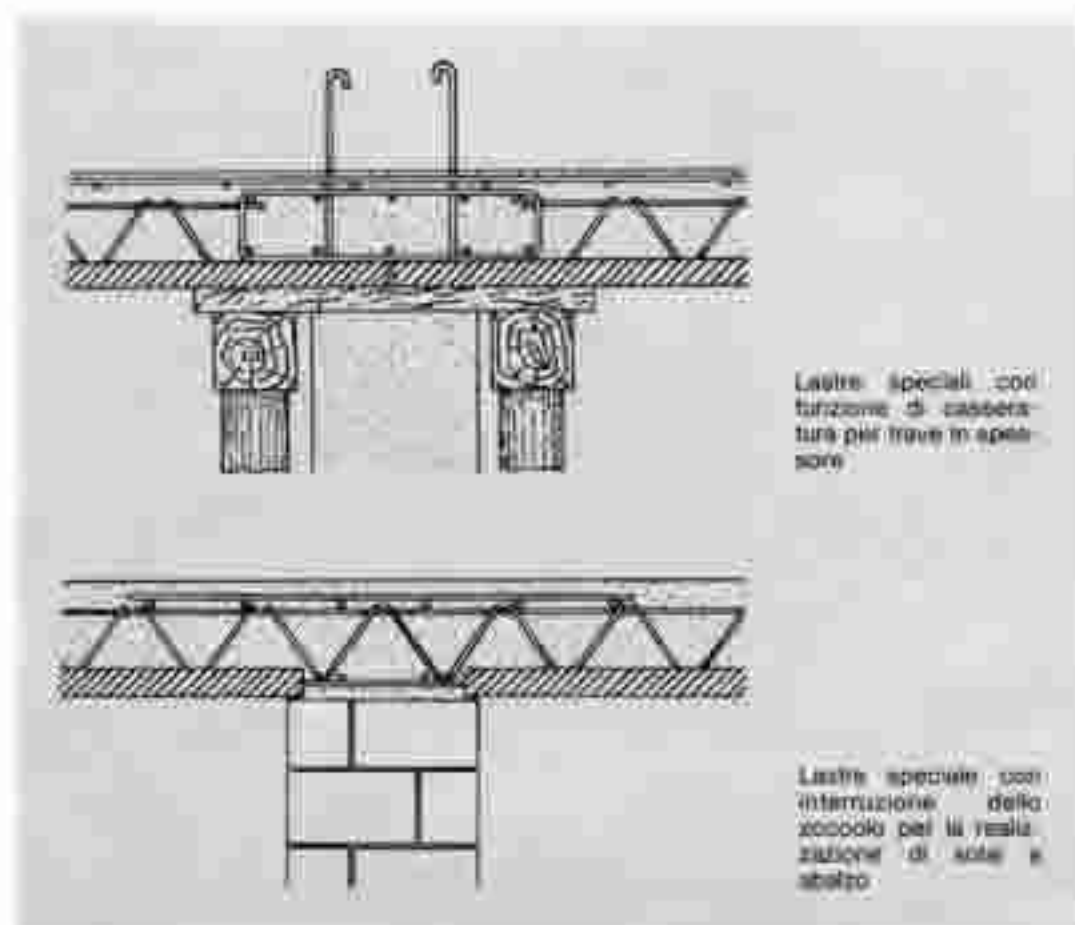 Lastre speciali con
funzione di cassera-
tura per trave in spes-
sore
Lastre speciale con
interruzione dello
zoccolo per la realiz-
zazione di solai a
sbalzo